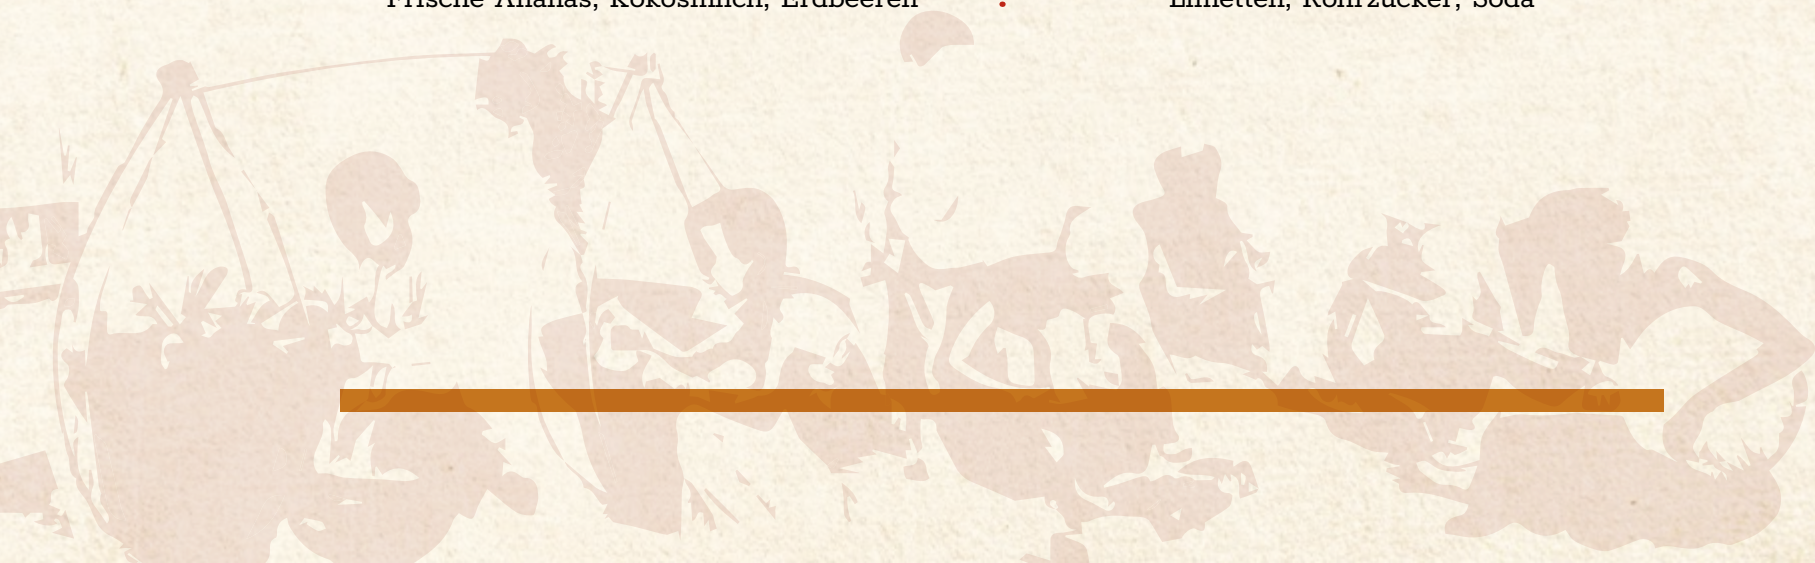 Frische Ananas, Kokosmilch, Erdbeeren
Limetten, Rohrzucker, Soda